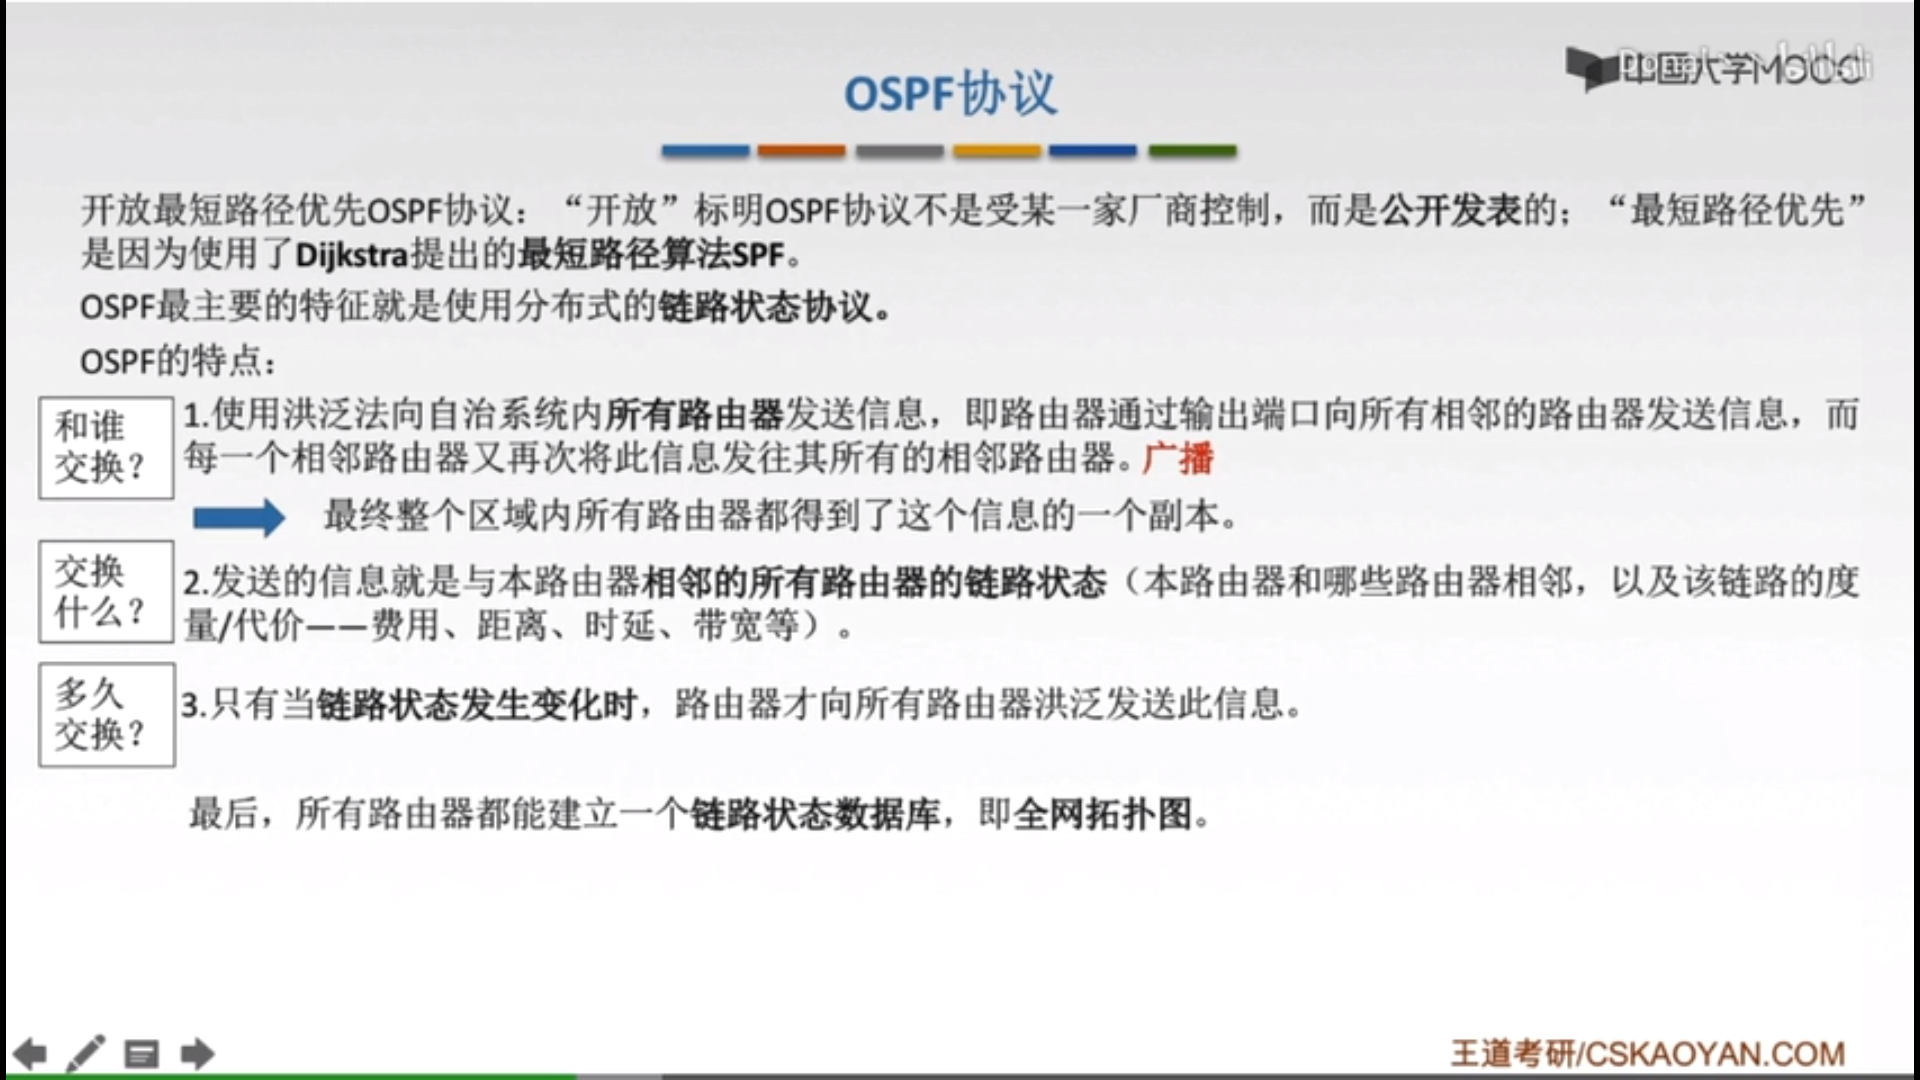 OSPF协议
中国大学MOOC
开放最短路径优先OSPF协议：“开放”标明OSPF协议不是受某一家厂商控制，而是公开发表的；“最短路径优先”
是因为使用了Dijkstra提出的最短路径算法SPF。
OSPF最主要的特征就是使用分布式的链路状态协议。
OSPF的特点：
和谁
交换？
1.使用洪泛法向自治系统内所有路由器发送信息，即路由器通过输出端口向所有相邻的路由器发送信息，而
每一个相邻路由器又再次将此信息发往其所有的相邻路由器。广播
最终整个区域内所有路由器都得到了这个信息的一个副本。
交换
什么？
2.发送的信息就是与本路由器相邻的所有路由器的链路状态（本路由器和哪些路由器相邻，以及该链路的度
量/代价——费用、距离、时延、带宽等）。
多久
交换？
3.只有当链路状态发生变化时，路由器才向所有路由器洪泛发送此信息。
最后，所有路由器都能建立一个链路状态数据库，即全网拓扑图。
王道考研/CSKAOYAN.COM